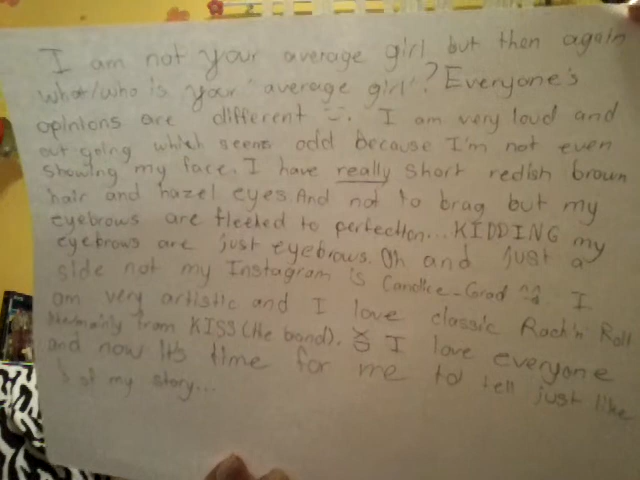 I am not your average girl but then again
what/who is your "average girl"? Everyone's
opinions are different :. I am very loud and
out going which seems odd because I'm not even
showing my face. I have really short redish brown
hair and hazel eyes. And not to brag but my
eyebrows are fleeked to perfection... KIDDING my
eyebrows are just eyebrows. Oh and just a
side not my Instagram is Candice-Corad ^^ I
am very artistic and I love classic Rock'n Roll
mainly from KISS (the band). I love everyone
and now it's time for me to tell just like
of my story...